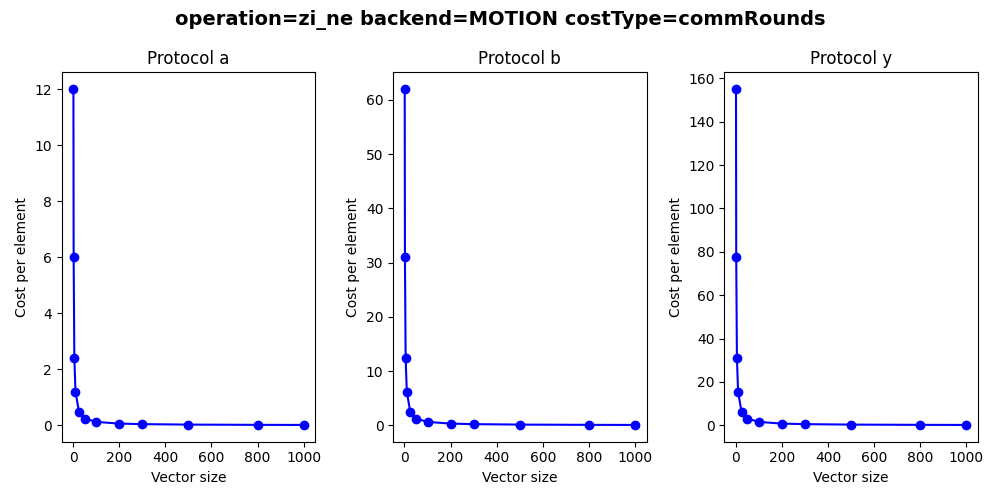 operation=zi_ne backend=MOTION costType=commRounds
Protocol a
Cost per element
12
10
8
6
4
2
0
0 200 400 600 800 1000
Vector size
Protocol b
Cost per element
60
50
40
30
20
10
0
0 200 400 600 800 1000
Vector size
Protocol y
Cost per element
160
140
120
100
80
60
40
20
0
0 200 400 600 800 1000
Vector size